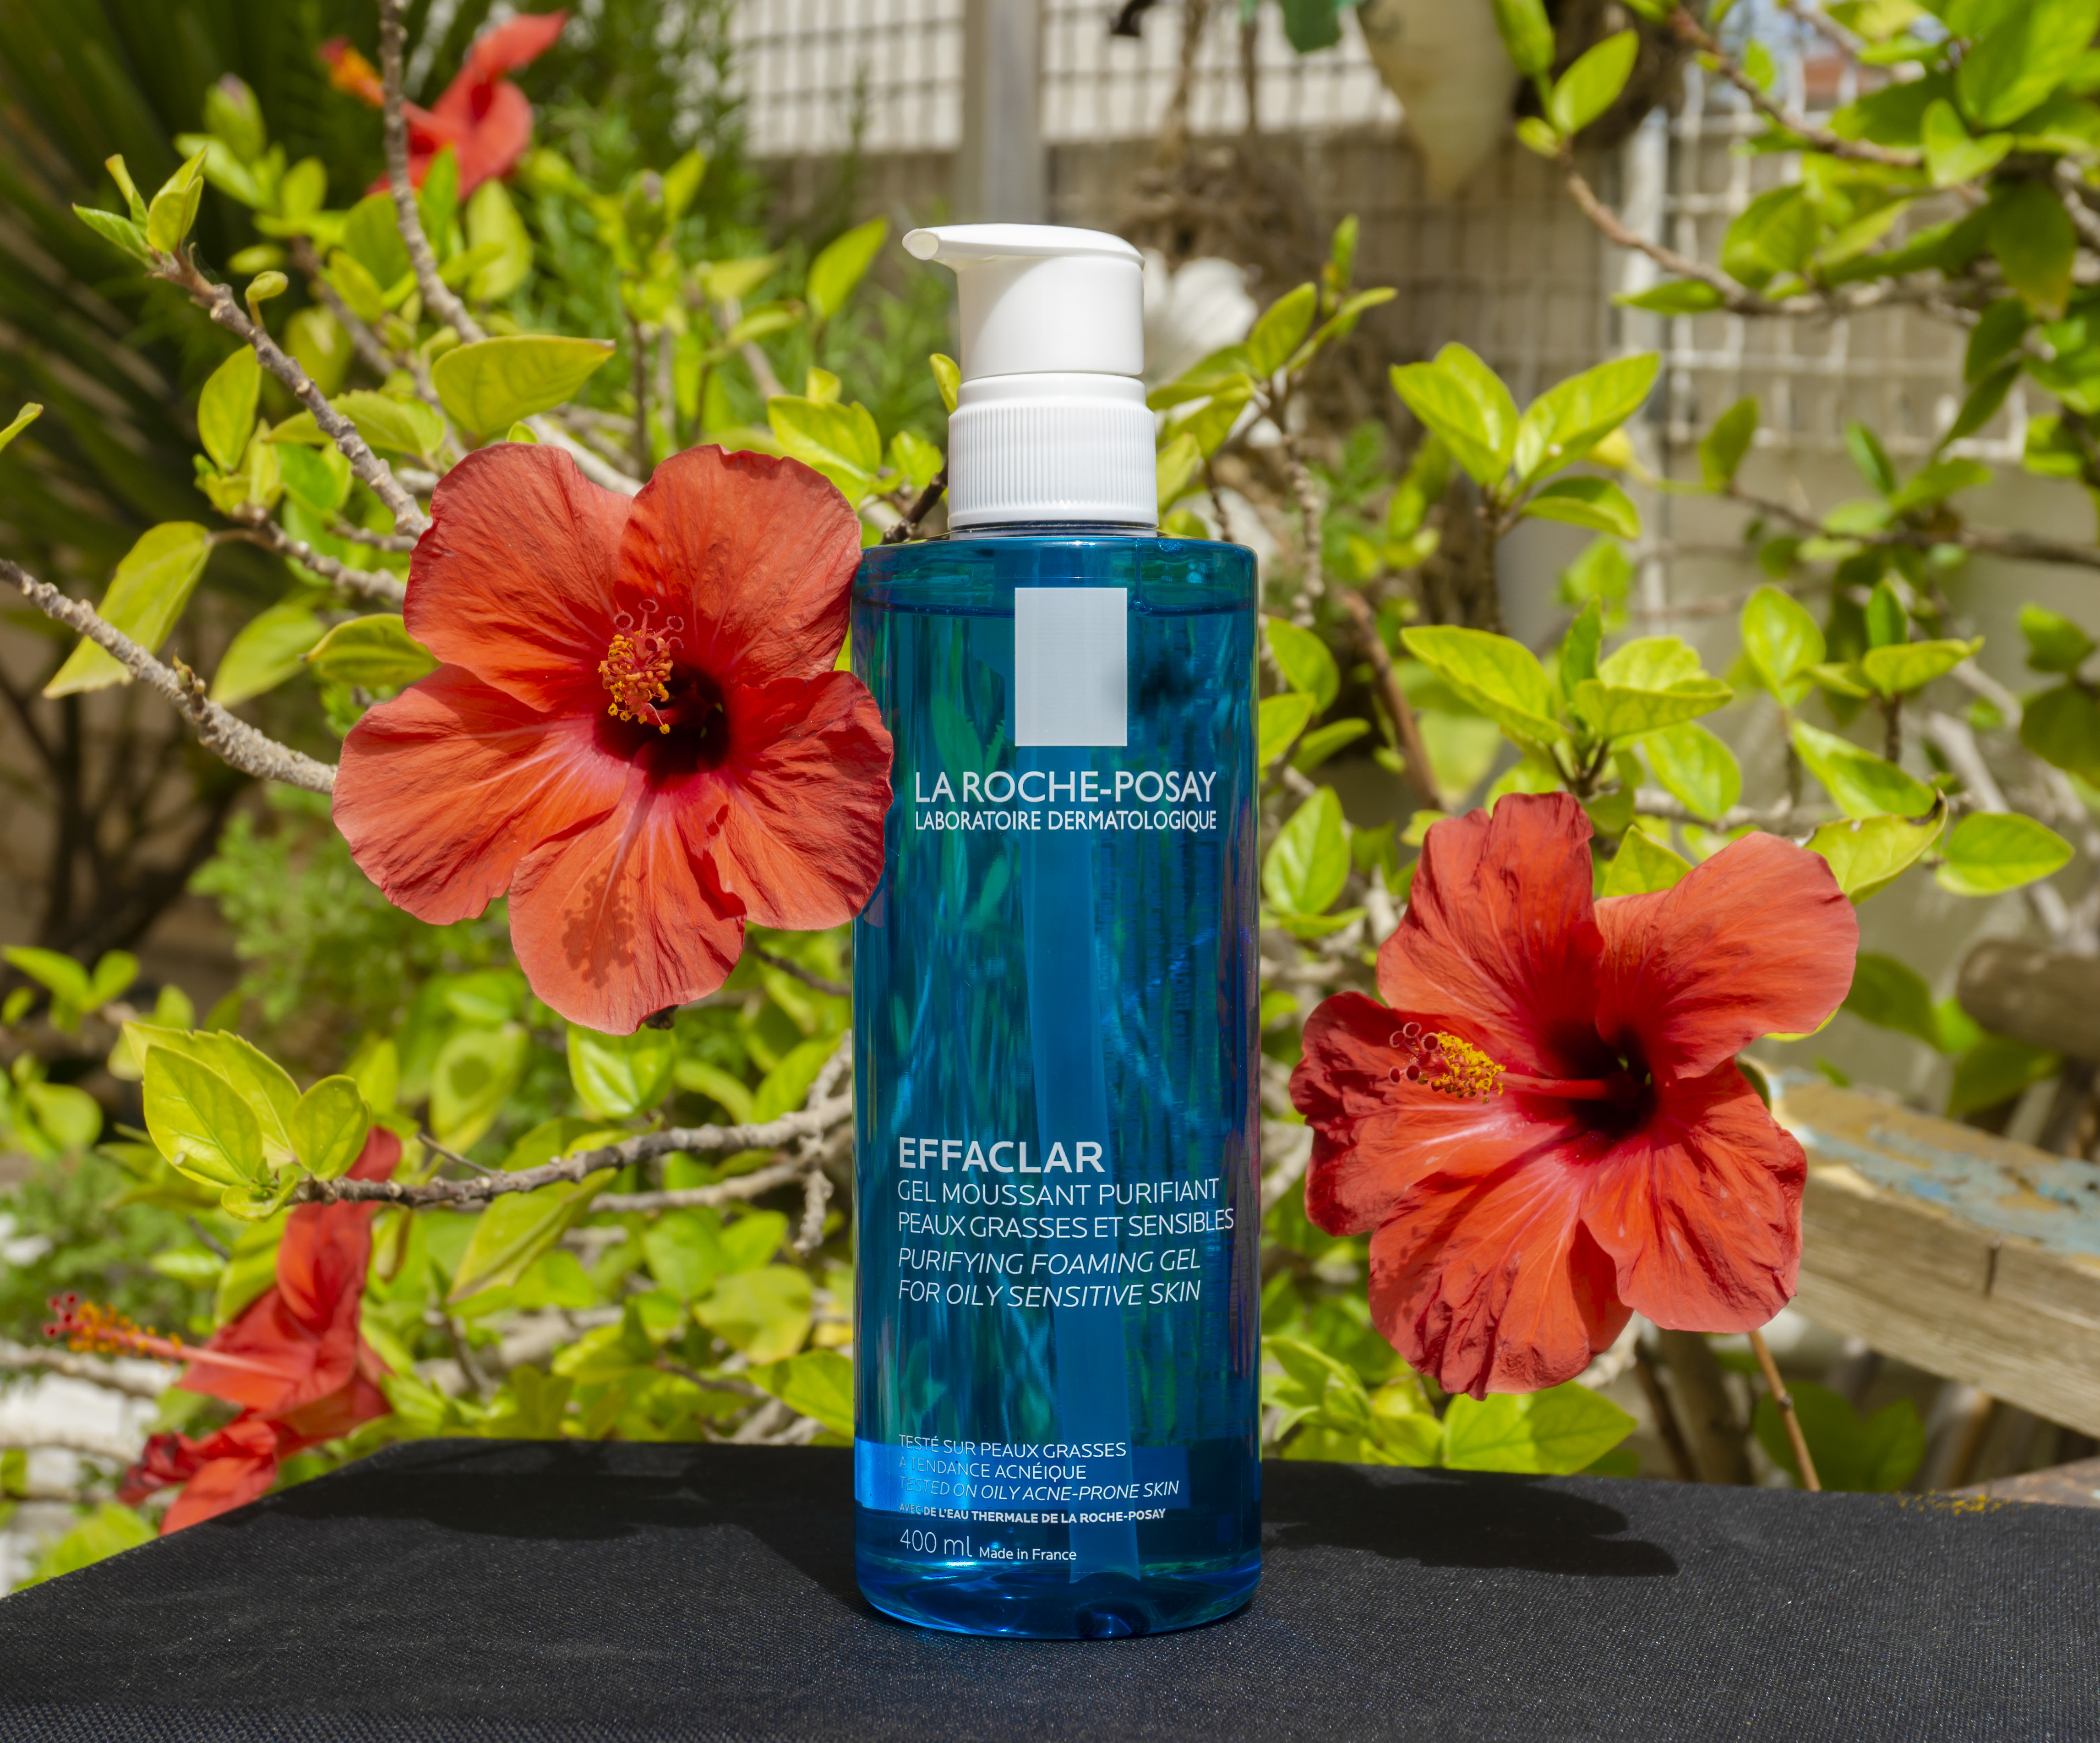 LA ROCHE-POSAY
LABORATOIRE DERMATOLOGIQUE
EFFACLAR
GEL MOUSSANT PURIFIANT
PEAUX GRASSES ET SENSIBLES
PURIFYING FOAMING GEL
FOR OILY SENSITIVE SKIN
TESTÉ SUR PEAUX GRASSES
À TENDANCE ACNÉIQUE
TESTED ON OILY ACNE-PRONE SKIN
AVEC DE L'EAU THERMALE DE LA ROCHE-POSAY
400 ml Made in France